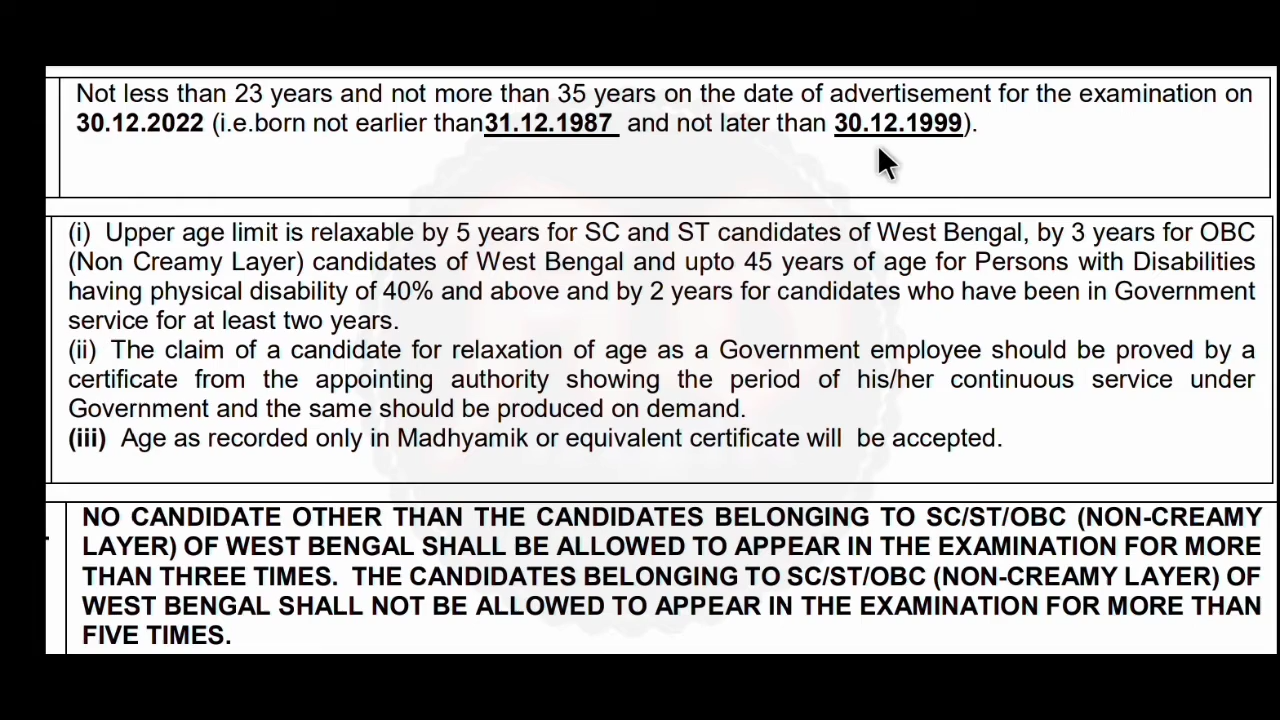 Not less than 23 years and not more than 35 years on the date of advertisement for the examination on
30.12.2022 (i.e.born not earlier than31.12.1987 and not later than 30.12.1999).
(i) Upper age limit is relaxable by 5 years for SC and ST candidates of West Bengal, by 3 years for OBC
(Non Creamy Layer) candidates of West Bengal and upto 45 years of age for Persons with Disabilities
having physical disability of 40% and above and by 2 years for candidates who have been in Government
service for at least two years.
(ii) The claim of a candidate for relaxation of age as a Government employee should be proved by a
certificate from the appointing authority showing the period of his/her continuous service under
Government and the same should be produced on demand.
(iii) Age as recorded only in Madhyamik or equivalent certificate will be accepted.
NO CANDIDATE OTHER THAN THE CANDIDATES BELONGING TO SC/ST/OBC (NON-CREAMY
LAYER) OF WEST BENGAL SHALL BE ALLOWED TO APPEAR IN THE EXAMINATION FOR MORE
THAN THREE TIMES. THE CANDIDATES BELONGING TO SC/ST/OBC (NON-CREAMY LAYER) OF
WEST BENGAL SHALL NOT BE ALLOWED TO APPEAR IN THE EXAMINATION FOR MORE THAN
FIVE TIMES.